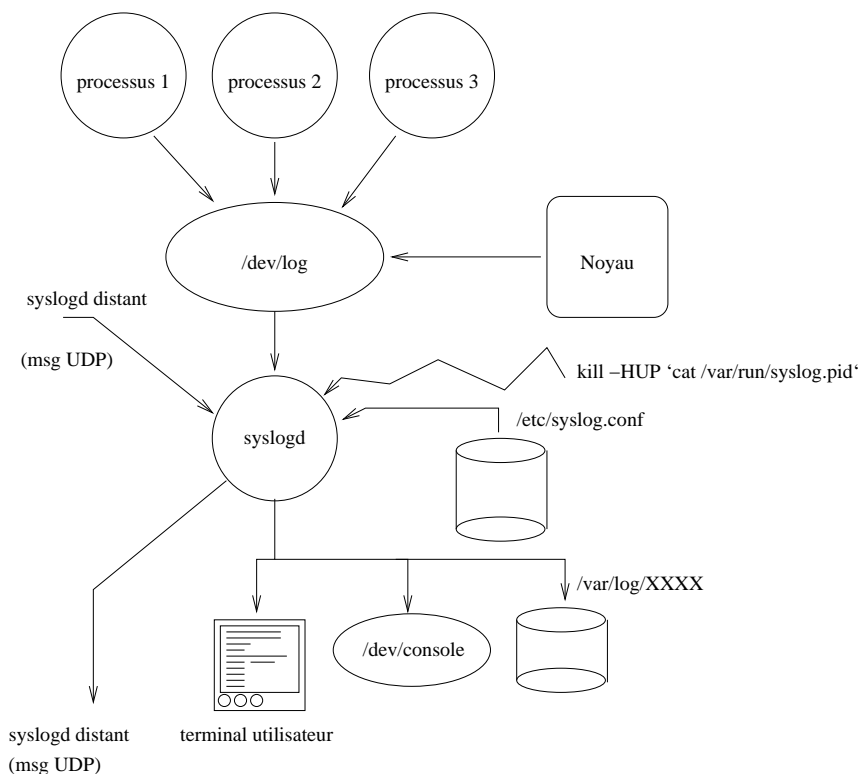 processus 1
processus 2
processus 3
/dev/log
Noyau
syslogd distant
(msg UDP)
kill −HUP ‘cat /var/run/syslog.pid‘
/etc/syslog.conf
syslogd
/var/log/XXXX
/dev/console
syslogd distant
(msg UDP)
terminal utilisateur